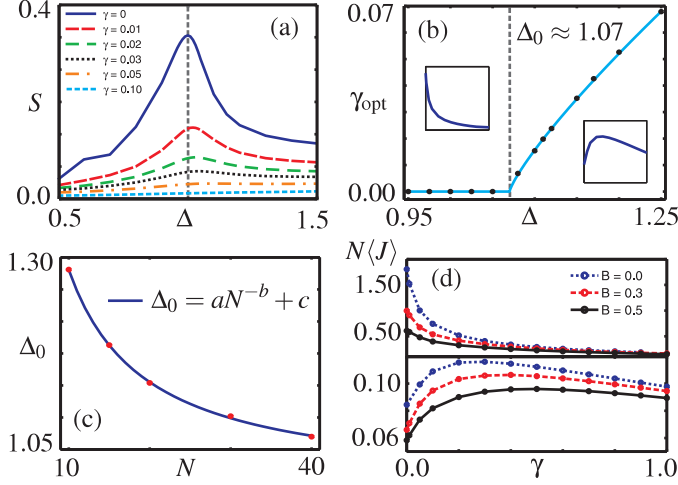 0.4
γ = 0
γ = 0.01
γ = 0.02
γ = 0.03
γ = 0.05
γ = 0.10
(a)
S
0.0
0.5
Δ
1.5
0.07
(b)
Δ₀ ≈ 1.07
γopt
0.00
0.95
Δ
1.25
1.30
Δ₀ = aN⁻ᵇ + c
Δ₀
(c)
1.05
10
N
40
N⟨J⟩
(d)
B = 0.0
B = 0.3
B = 0.5
1.50
0.50
0.10
0.06
0.0
γ
1.0